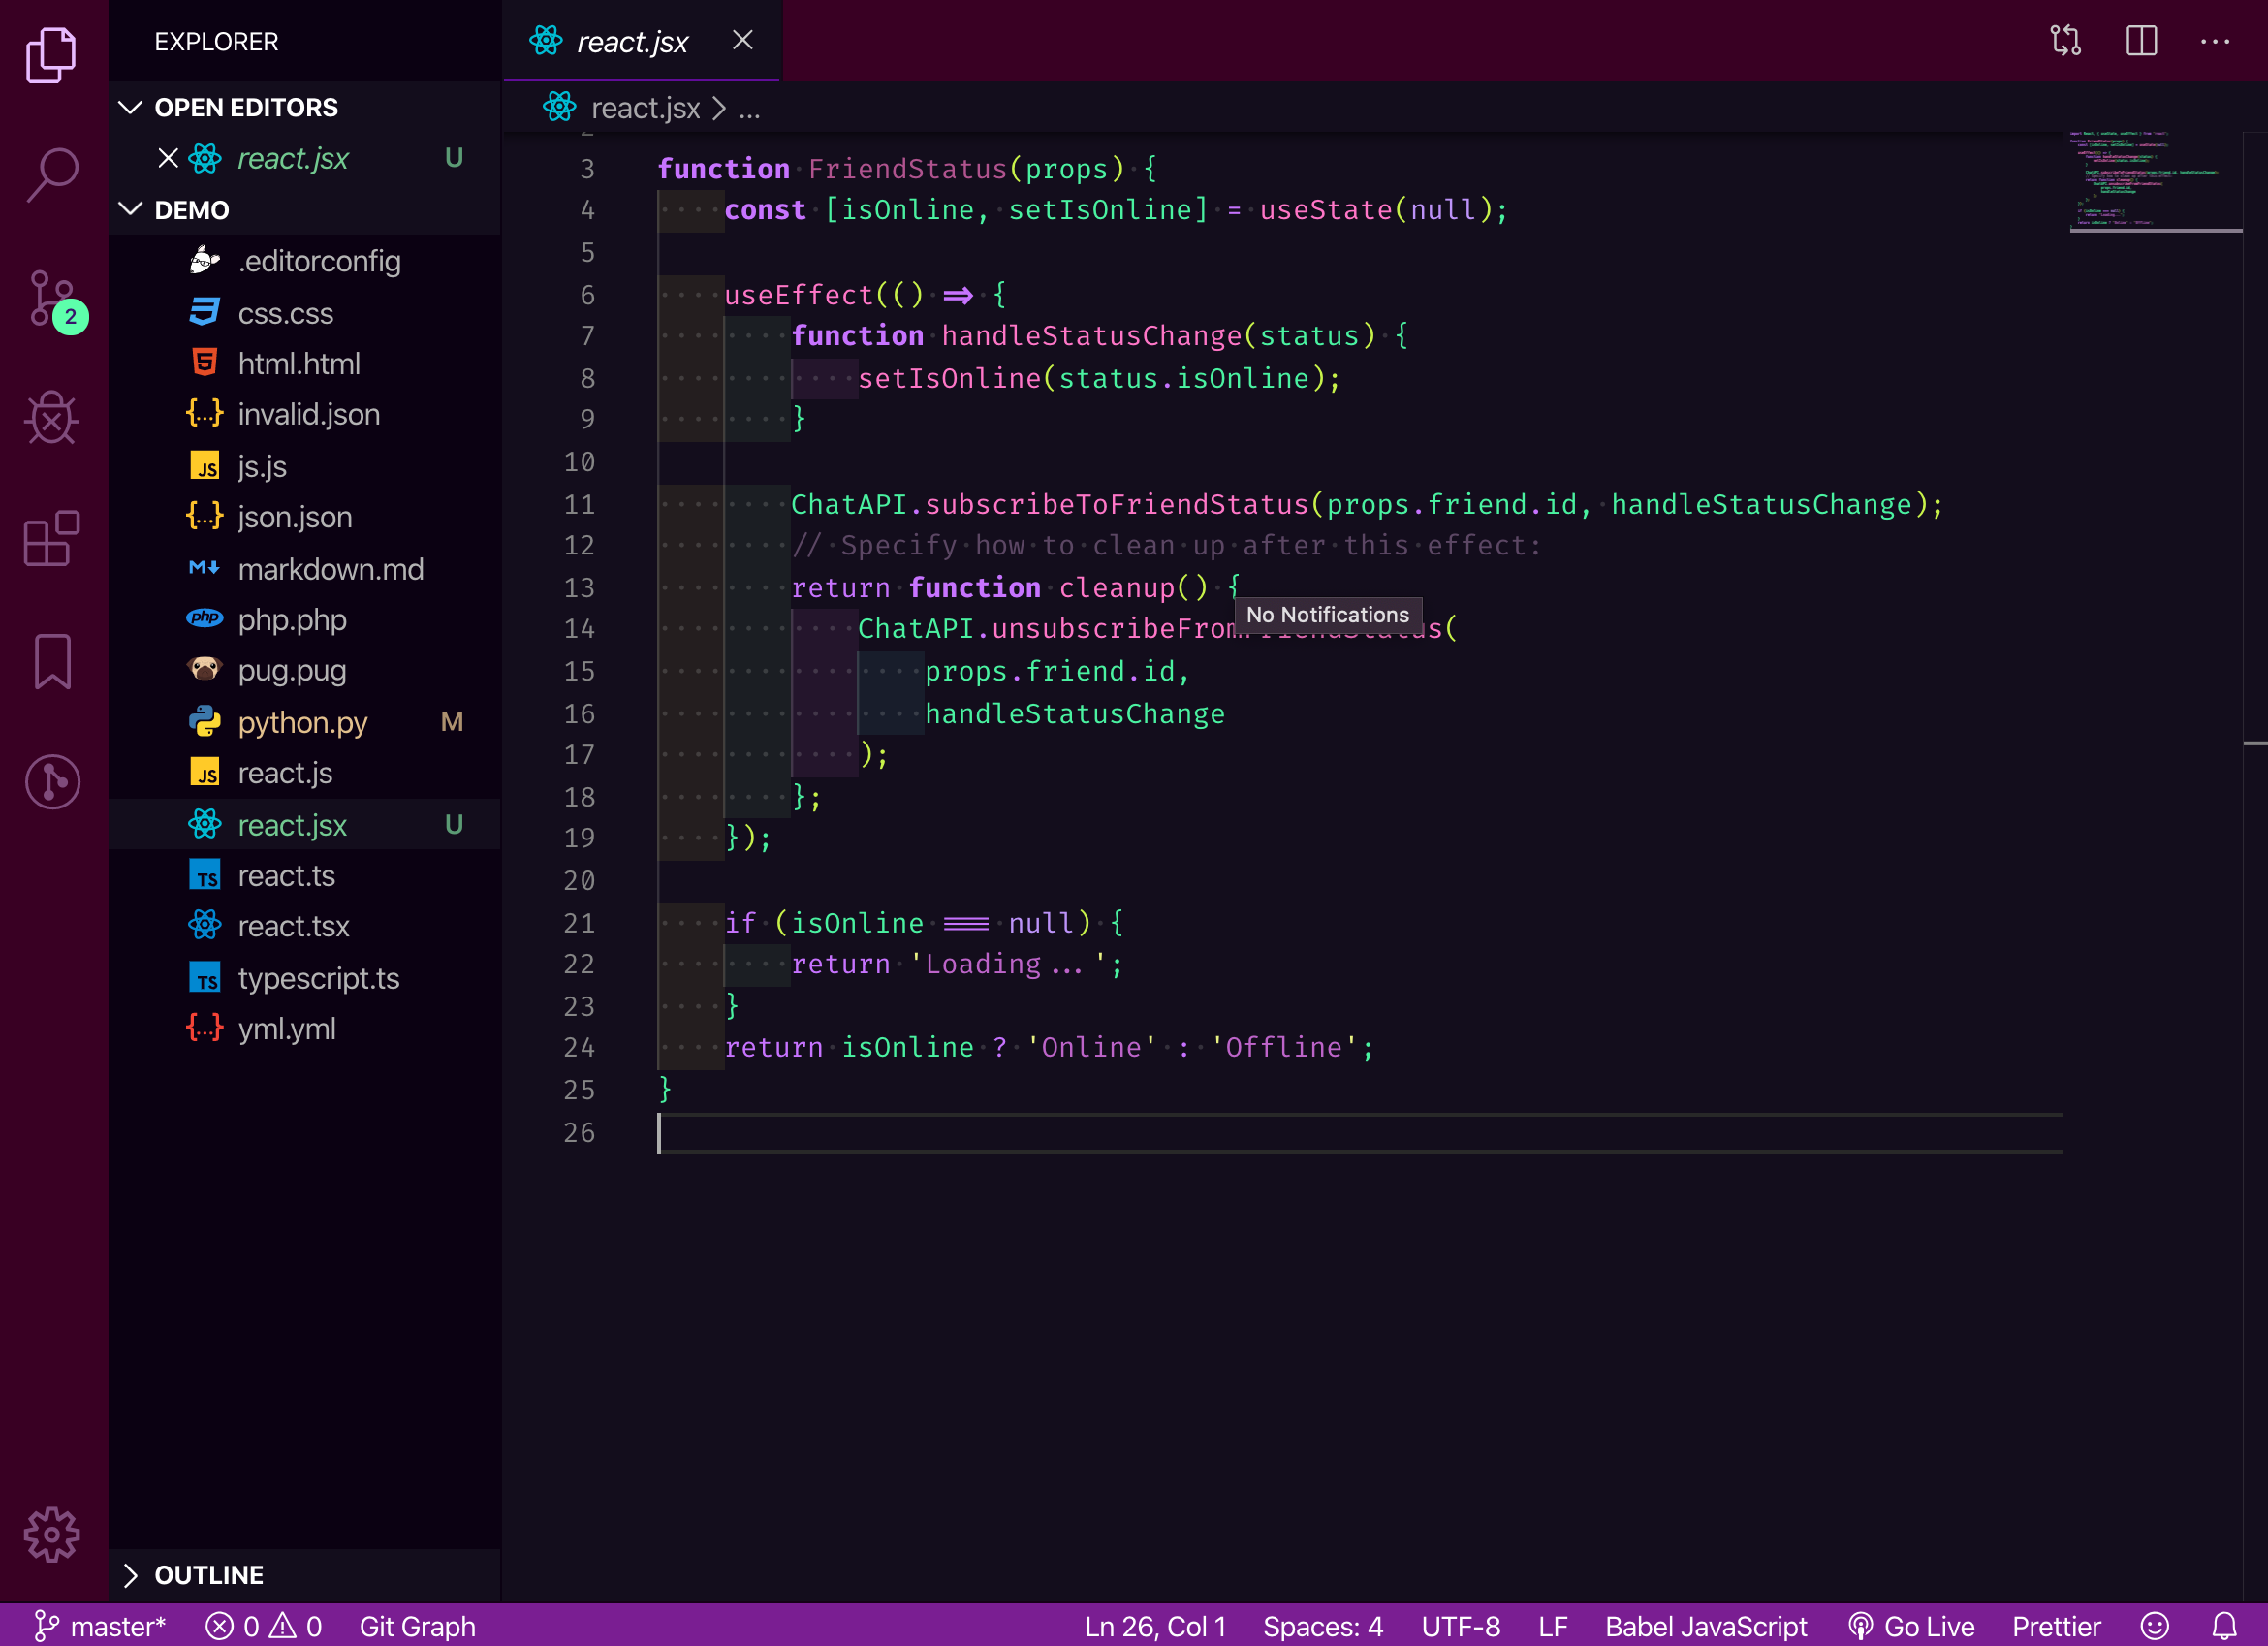 EXPLORER
OPEN EDITORS
react.jsx U
DEMO
.editorconfig
css.css
html.html
invalid.json
js.js
json.json
markdown.md
php.php
pug.pug
python.py M
react.js
react.jsx U
react.ts
react.tsx
typescript.ts
yml.yml
OUTLINE
2
react.jsx
react.jsx > ...
2
3 function FriendStatus(props) {
4 const [isOnline, setIsOnline] = useState(null);
5
6 useEffect(() => {
7 function handleStatusChange(status) {
8 setIsOnline(status.isOnline);
9 }
10
11 ChatAPI.subscribeToFriendStatus(props.friend.id, handleStatusChange);
12 // Specify how to clean up after this effect:
13 return function cleanup() {
No Notifications
14 ChatAPI.unsubscribeFromFriendStatus(
15 props.friend.id,
16 handleStatusChange
17 );
18 };
19 });
20
21 if (isOnline === null) {
22 return 'Loading...';
23 }
24 return isOnline ? 'Online' : 'Offline';
25 }
26
master* 0 0 Git Graph Ln 26, Col 1 Spaces: 4 UTF-8 LF Babel JavaScript Go Live Prettier